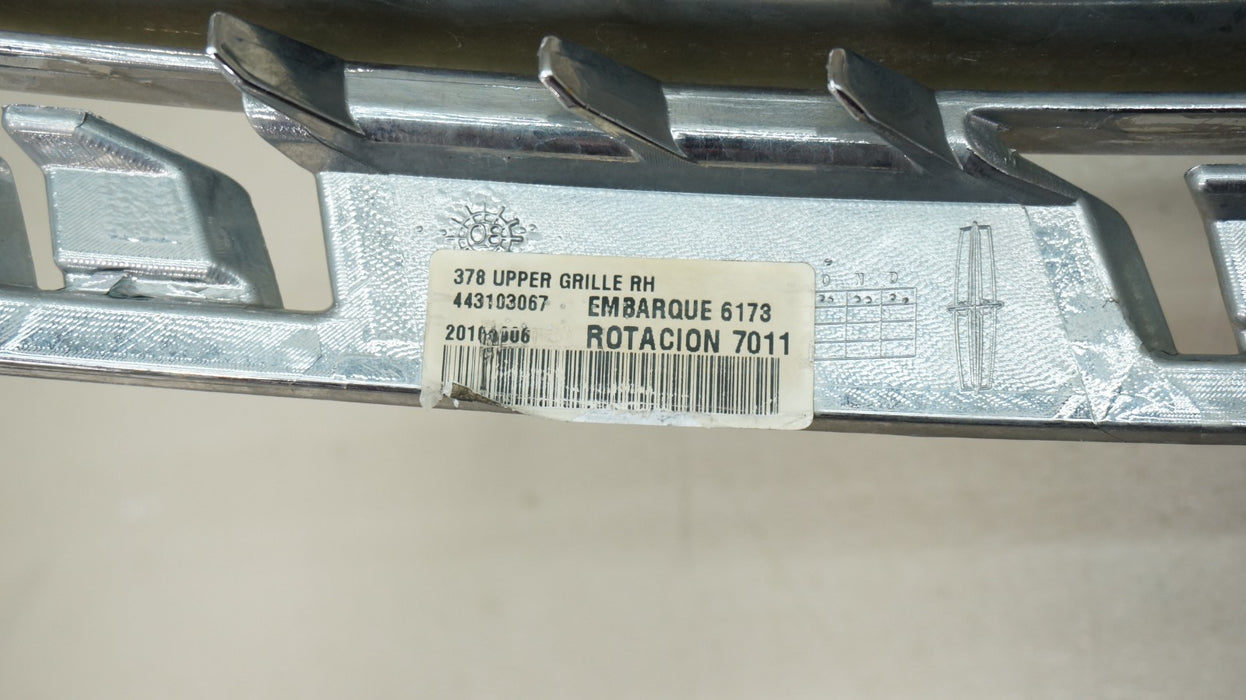 378 UPPER GRILLE RH
443103067 EMBARQUE 6173
ROTACION 7011